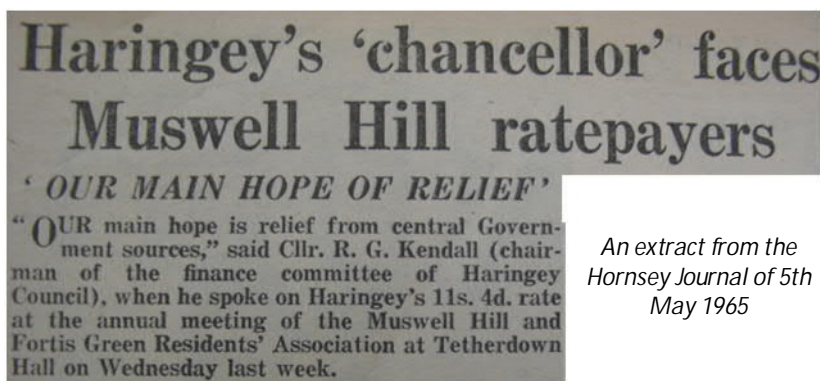 Haringey's 'chancellor' faces
Muswell Hill ratepayers
' OUR MAIN HOPE OF RELIEF '
"OUR main hope is relief from central Govern-
ment sources," said Cllr. R. G. Kendall (chair-
man of the finance committee of Haringey
Council), when he spoke on Haringey's 11s. 4d. rate
at the annual meeting of the Muswell Hill and
Fortis Green Residents' Association at Tetherdown
Hall on Wednesday last week.
An extract from the
Hornsey Journal of 5th
May 1965